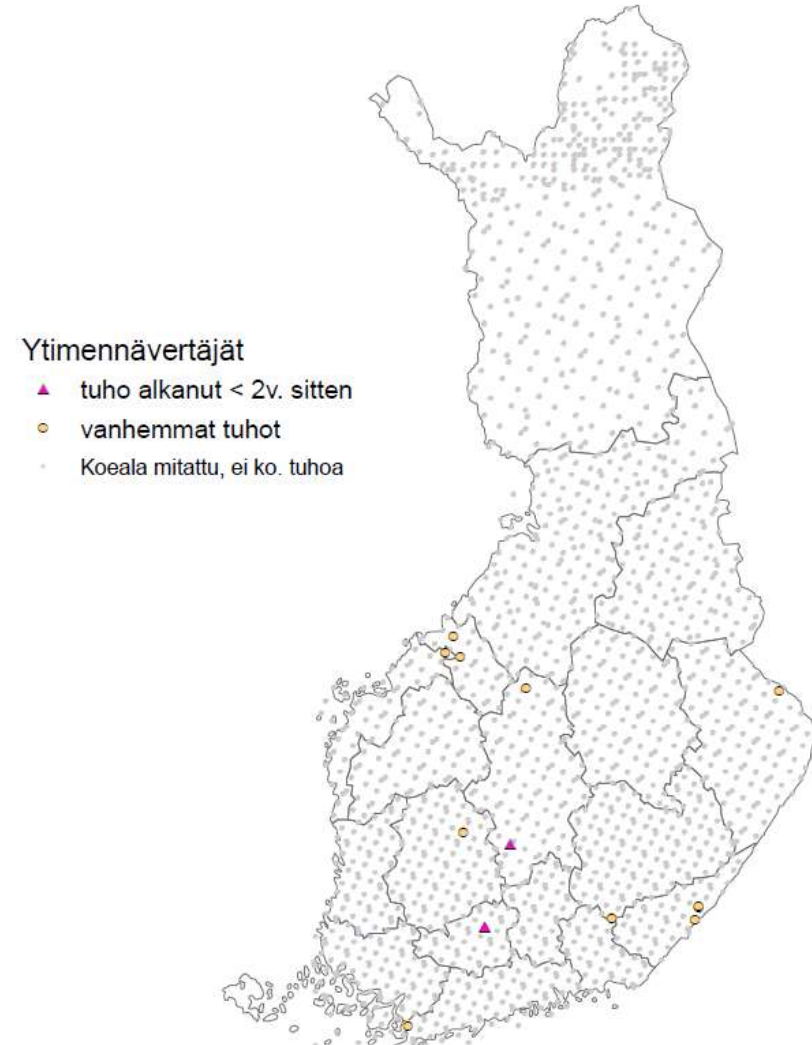 Ytimennävertäjät
tuho alkanut < 2v. sitten
vanhemmat tuhot
Koeala mitattu, ei ko. tuhoa